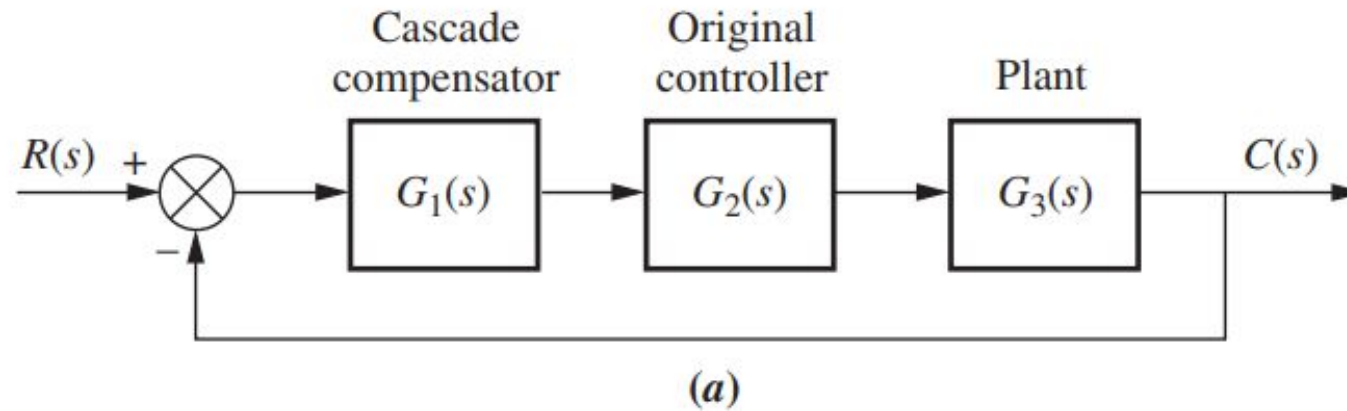 Cascade
compensator
Original
controller
Plant
R(s)
+
−
G₁(s)
G₂(s)
G₃(s)
C(s)
(a)